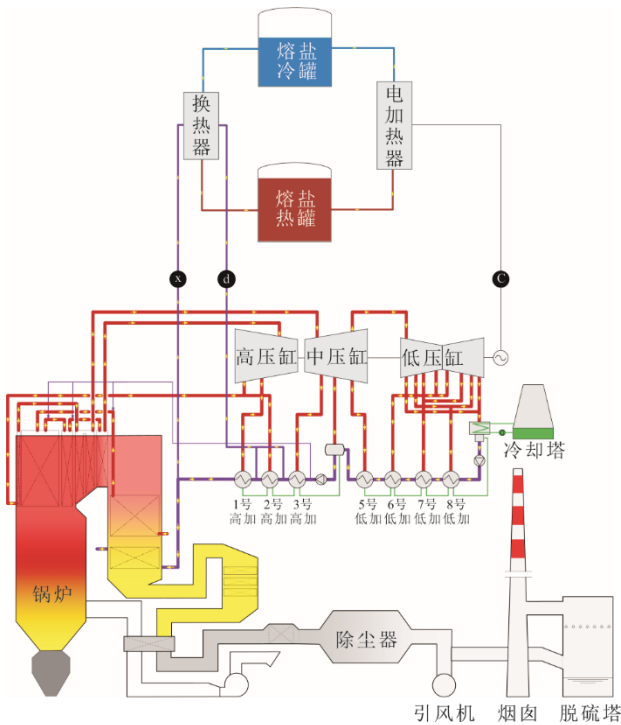 熔盐
冷罐
换热器
电加热器
熔盐
热罐
x
d
C
高压缸
中压缸
低压缸
冷却塔
1号
高加
2号
高加
3号
高加
5号
低加
6号
低加
7号
低加
8号
低加
锅炉
除尘器
引风机
烟囱
脱硫塔